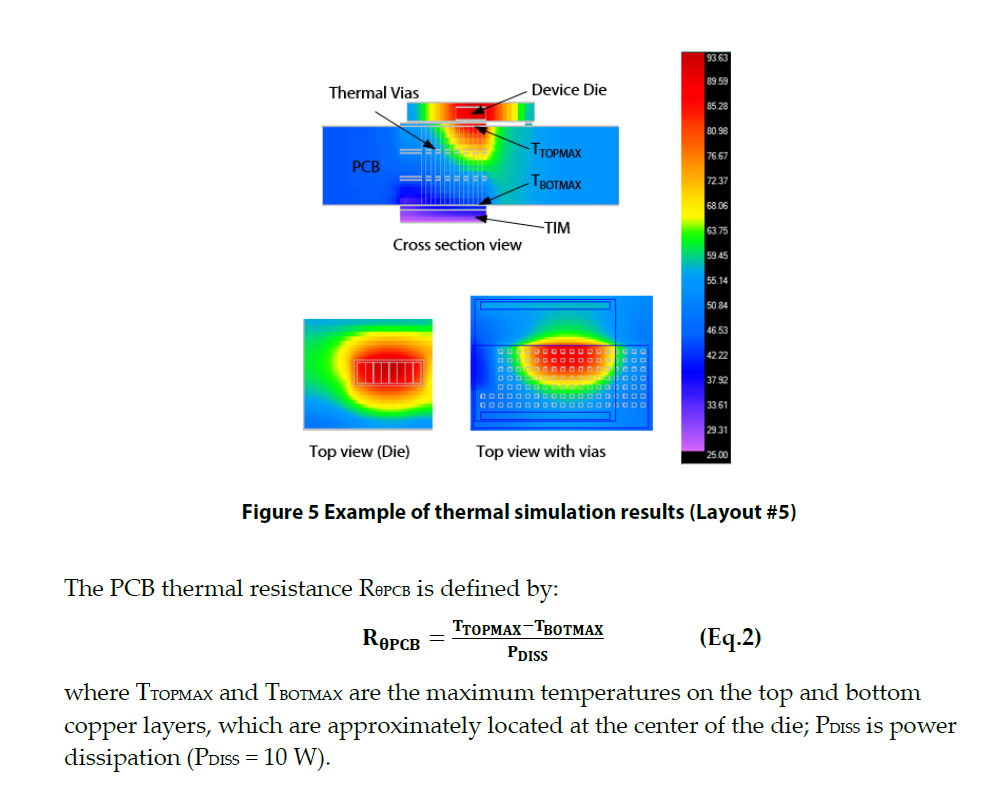 Thermal Vias
Device Die
TTOPMAX
PCB
TBOTMAX
TIM
Cross section view
93.63
89.59
85.28
80.98
76.67
72.37
68.06
63.75
59.45
55.14
50.84
46.53
42.22
37.92
33.61
29.31
25.00
Top view (Die)
Top view with vias
Figure 5 Example of thermal simulation results (Layout #5)
The PCB thermal resistance RθPCB is defined by:
RθPCB = TTOPMAX−TBOTMAX / PDISS (Eq.2)
where TTOPMAX and TBOTMAX are the maximum temperatures on the top and bottom
copper layers, which are approximately located at the center of the die; PDISS is power
dissipation (PDISS = 10 W).